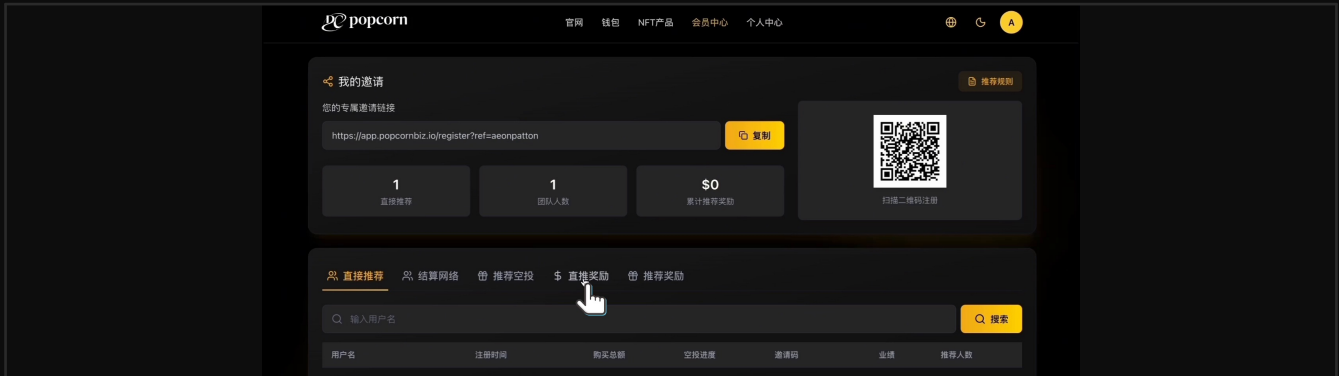 PC popcorn
官网 钱包 NFT产品 会员中心 个人中心 A
我的邀请
推荐规则
您的专属邀请链接
https://app.popcornbiz.io/register?ref=aeonpatton
复制
1 1 $0
直接推荐 团队人数 累计推荐奖励
扫描二维码注册
直接推荐 结算网络 推荐空投 直推奖励 推荐奖励
输入用户名
搜索
用户名 注册时间 购买总额 空投进度 邀请码 业绩 推荐人数